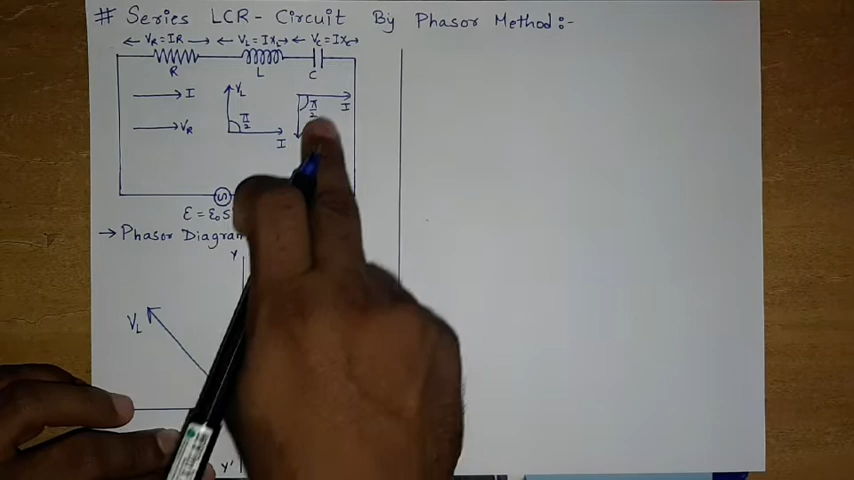 # Series LCR- Circuit By Phasor Method:-
V_R = IR V_L = IX_L V_C = IX_C
R L C
I V_L π/2 I
V_R π/2 I
ε = ε₀ s
→ Phasor Diagram
Y
V_L
Y'